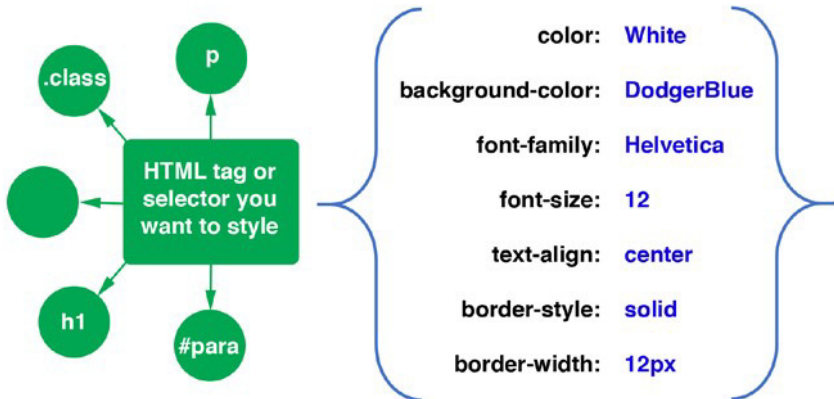 .class
p
HTML tag or
selector you
want to style
h1
#para
color: White
background-color: DodgerBlue
font-family: Helvetica
font-size: 12
text-align: center
border-style: solid
border-width: 12px